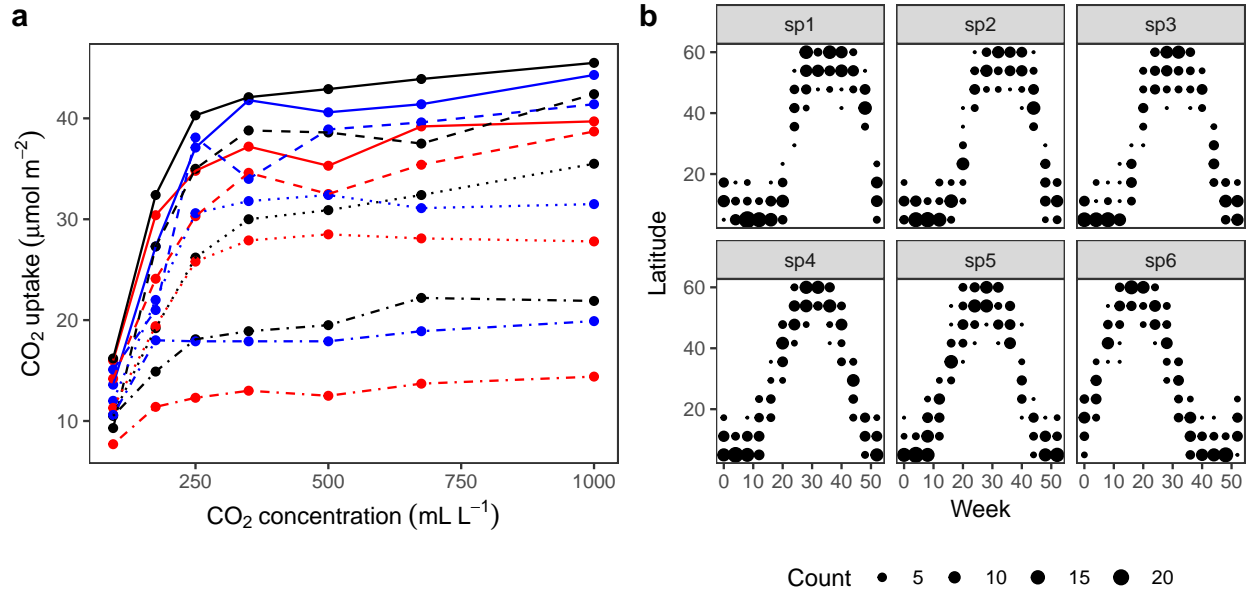 a
CO₂ uptake (μmol m⁻²)
40
30
20
10
250
500
750
1000
CO₂ concentration (mL L⁻¹)
b
sp1
sp2
sp3
60
40
20
sp4
sp5
sp6
60
40
20
Latitude
0 10 20 30 40 50
0 10 20 30 40 50
0 10 20 30 40 50
Week
Count 5 10 15 20